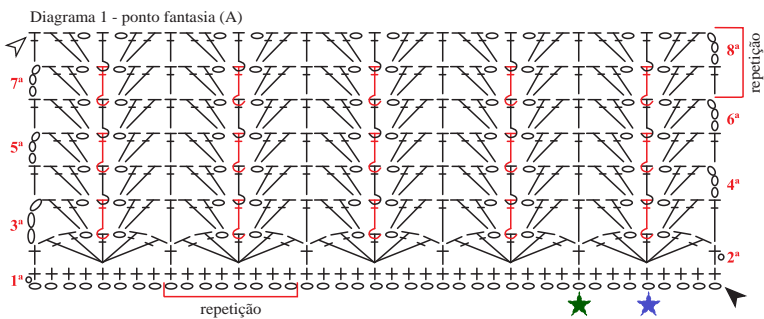 Diagrama 1 - ponto fantasia (A)
8ª
repetição
7ª
6ª
5ª
4ª
3ª
2ª
1ª
repetição